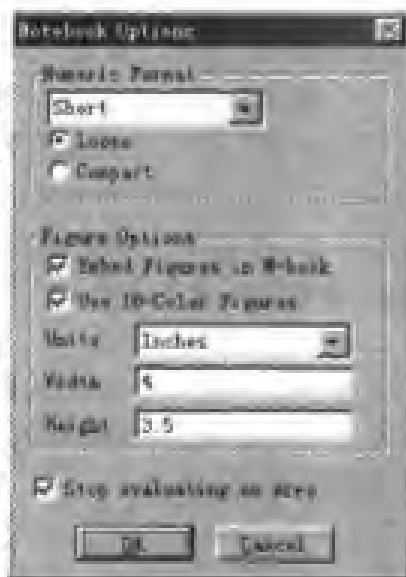 Notebook Options
Numeric Format
Short
Loose
Compact
Figure Options
Embed Figures in M-book
Use 16-Color Figures
Units Inches
Width
Height 3.5
Stop evaluating on
OK Cancel